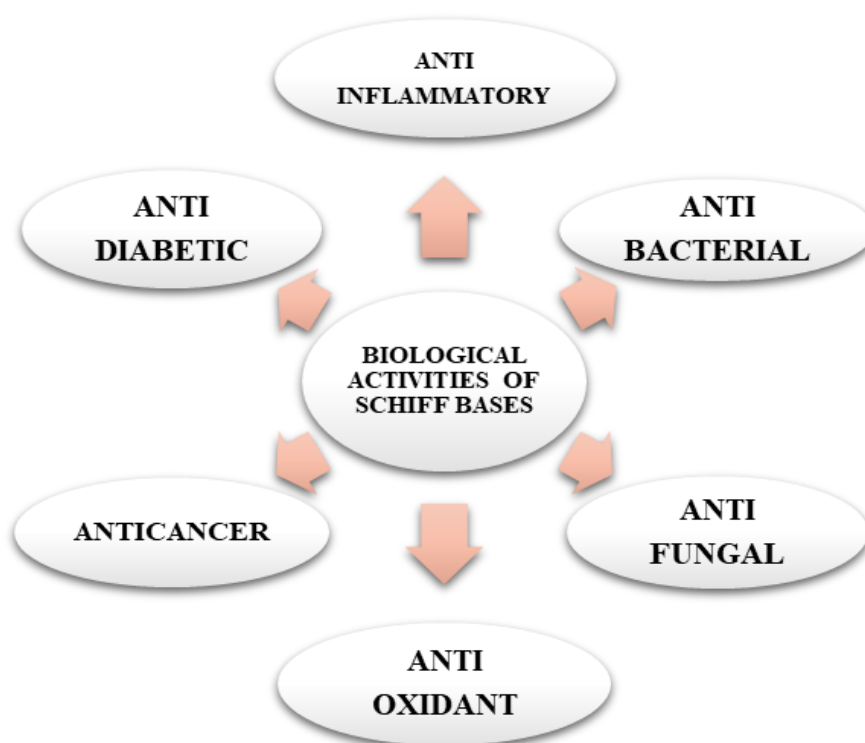 ANTI
INFLAMMATORY
ANTI
DIABETIC
ANTI
BACTERIAL
BIOLOGICAL
ACTIVITIES OF
SCHIFF BASES
ANTICANCER
ANTI
FUNGAL
ANTI
OXIDANT